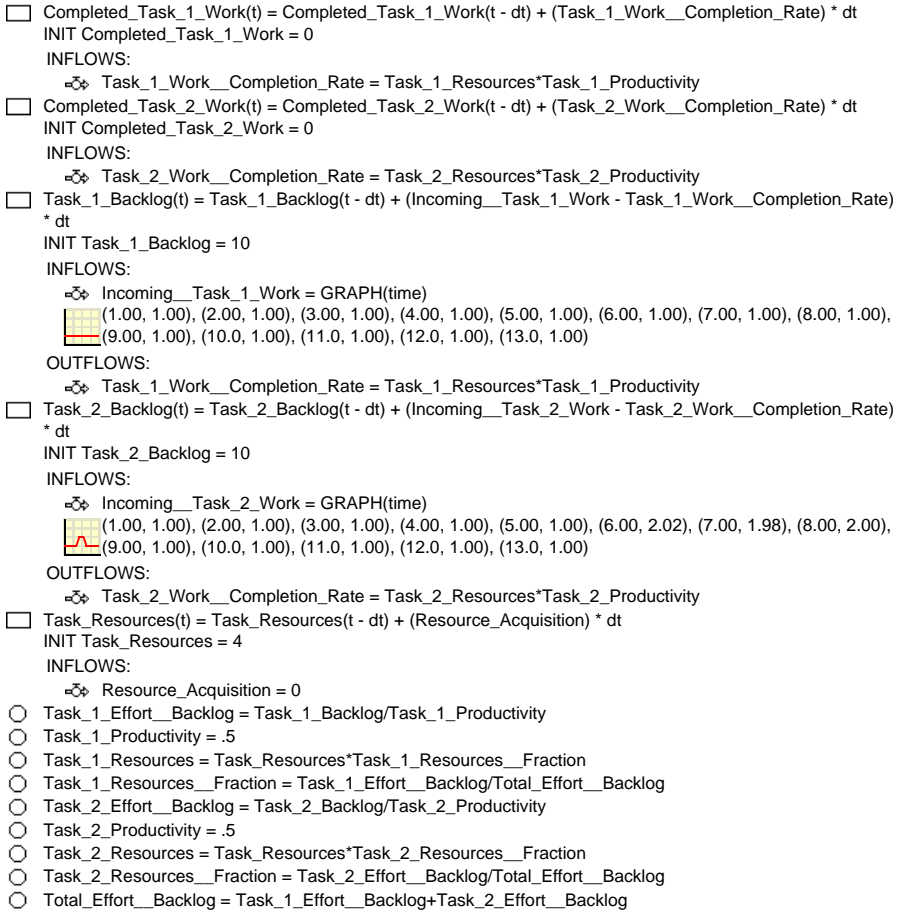 Completed_Task_1_Work(t) = Completed_Task_1_Work(t - dt) + (Task_1_Work__Completion_Rate) * dt
INIT Completed_Task_1_Work = 0
INFLOWS:
Task_1_Work__Completion_Rate = Task_1_Resources*Task_1_Productivity
Completed_Task_2_Work(t) = Completed_Task_2_Work(t - dt) + (Task_2_Work__Completion_Rate) * dt
INIT Completed_Task_2_Work = 0
INFLOWS:
Task_2_Work__Completion_Rate = Task_2_Resources*Task_2_Productivity
Task_1_Backlog(t) = Task_1_Backlog(t - dt) + (Incoming__Task_1_Work - Task_1_Work__Completion_Rate)
* dt
INIT Task_1_Backlog = 10
INFLOWS:
Incoming__Task_1_Work = GRAPH(time)
(1.00, 1.00), (2.00, 1.00), (3.00, 1.00), (4.00, 1.00), (5.00, 1.00), (6.00, 1.00), (7.00, 1.00), (8.00, 1.00),
(9.00, 1.00), (10.0, 1.00), (11.0, 1.00), (12.0, 1.00), (13.0, 1.00)
OUTFLOWS:
Task_1_Work__Completion_Rate = Task_1_Resources*Task_1_Productivity
Task_2_Backlog(t) = Task_2_Backlog(t - dt) + (Incoming__Task_2_Work - Task_2_Work__Completion_Rate)
* dt
INIT Task_2_Backlog = 10
INFLOWS:
Incoming__Task_2_Work = GRAPH(time)
(1.00, 1.00), (2.00, 1.00), (3.00, 1.00), (4.00, 1.00), (5.00, 1.00), (6.00, 2.02), (7.00, 1.98), (8.00, 2.00),
(9.00, 1.00), (10.0, 1.00), (11.0, 1.00), (12.0, 1.00), (13.0, 1.00)
OUTFLOWS:
Task_2_Work__Completion_Rate = Task_2_Resources*Task_2_Productivity
Task_Resources(t) = Task_Resources(t - dt) + (Resource_Acquisition) * dt
INIT Task_Resources = 4
INFLOWS:
Resource_Acquisition = 0
Task_1_Effort__Backlog = Task_1_Backlog/Task_1_Productivity
Task_1_Productivity = .5
Task_1_Resources = Task_Resources*Task_1_Resources__Fraction
Task_1_Resources__Fraction = Task_1_Effort__Backlog/Total_Effort__Backlog
Task_2_Effort__Backlog = Task_2_Backlog/Task_2_Productivity
Task_2_Productivity = .5
Task_2_Resources = Task_Resources*Task_2_Resources__Fraction
Task_2_Resources__Fraction = Task_2_Effort__Backlog/Total_Effort__Backlog
Total_Effort__Backlog = Task_1_Effort__Backlog+Task_2_Effort__Backlog